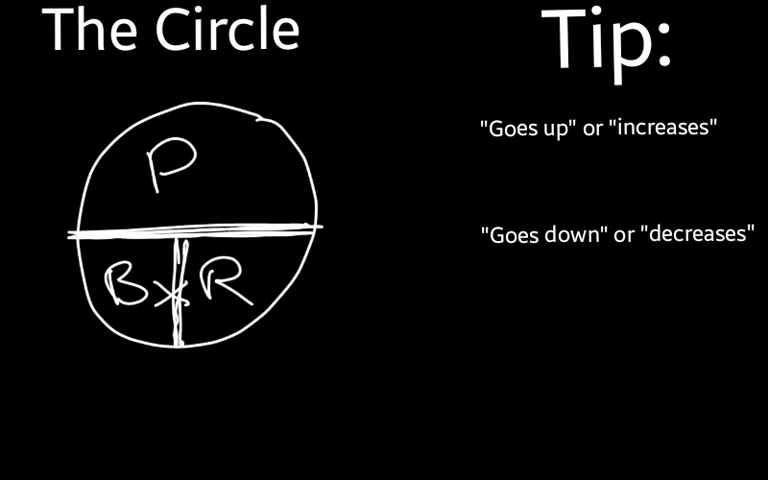 The Circle
Tip:
"Goes up" or "increases"
P
"Goes down" or "decreases"
B x R